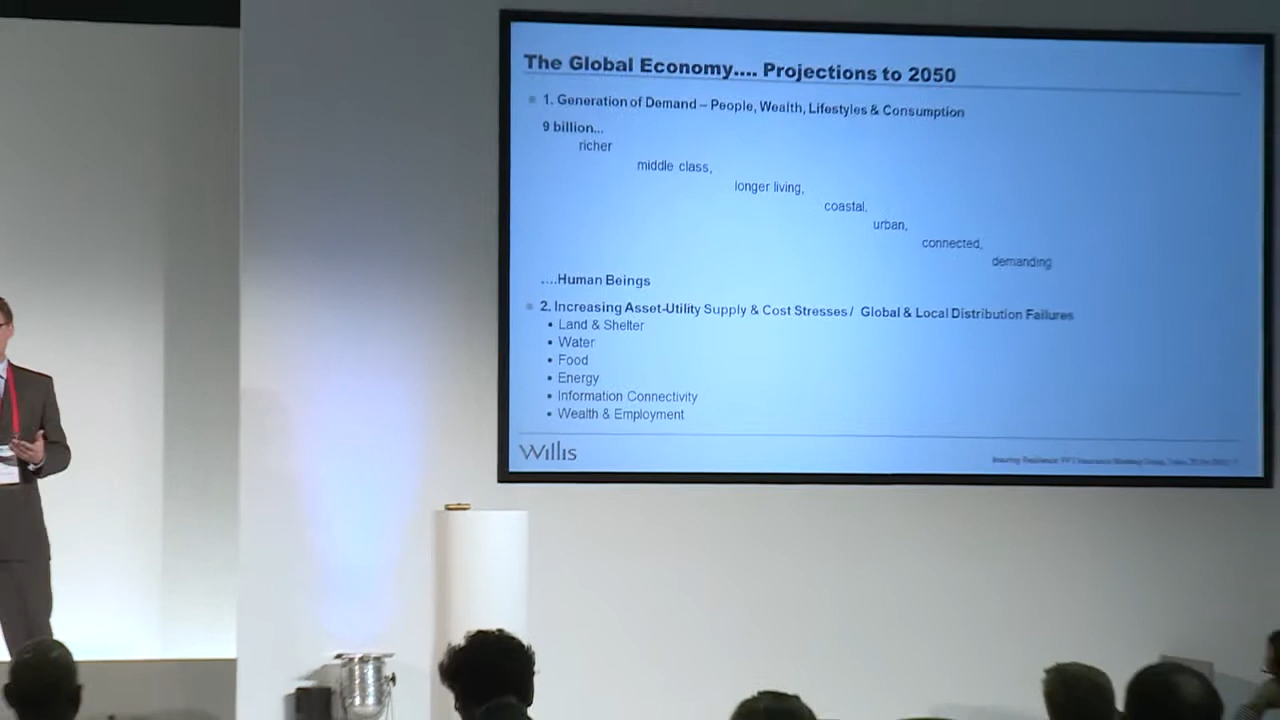 The Global Economy.... Projections to 2050
1. Generation of Demand – People, Wealth, Lifestyles & Consumption
9 billion...
richer
middle class,
longer living,
coastal,
urban,
connected,
demanding
....Human Beings
2. Increasing Asset-Utility Supply & Cost Stresses / Global & Local Distribution Failures
• Land & Shelter
• Water
• Food
• Energy
• Information Connectivity
• Wealth & Employment
Willis